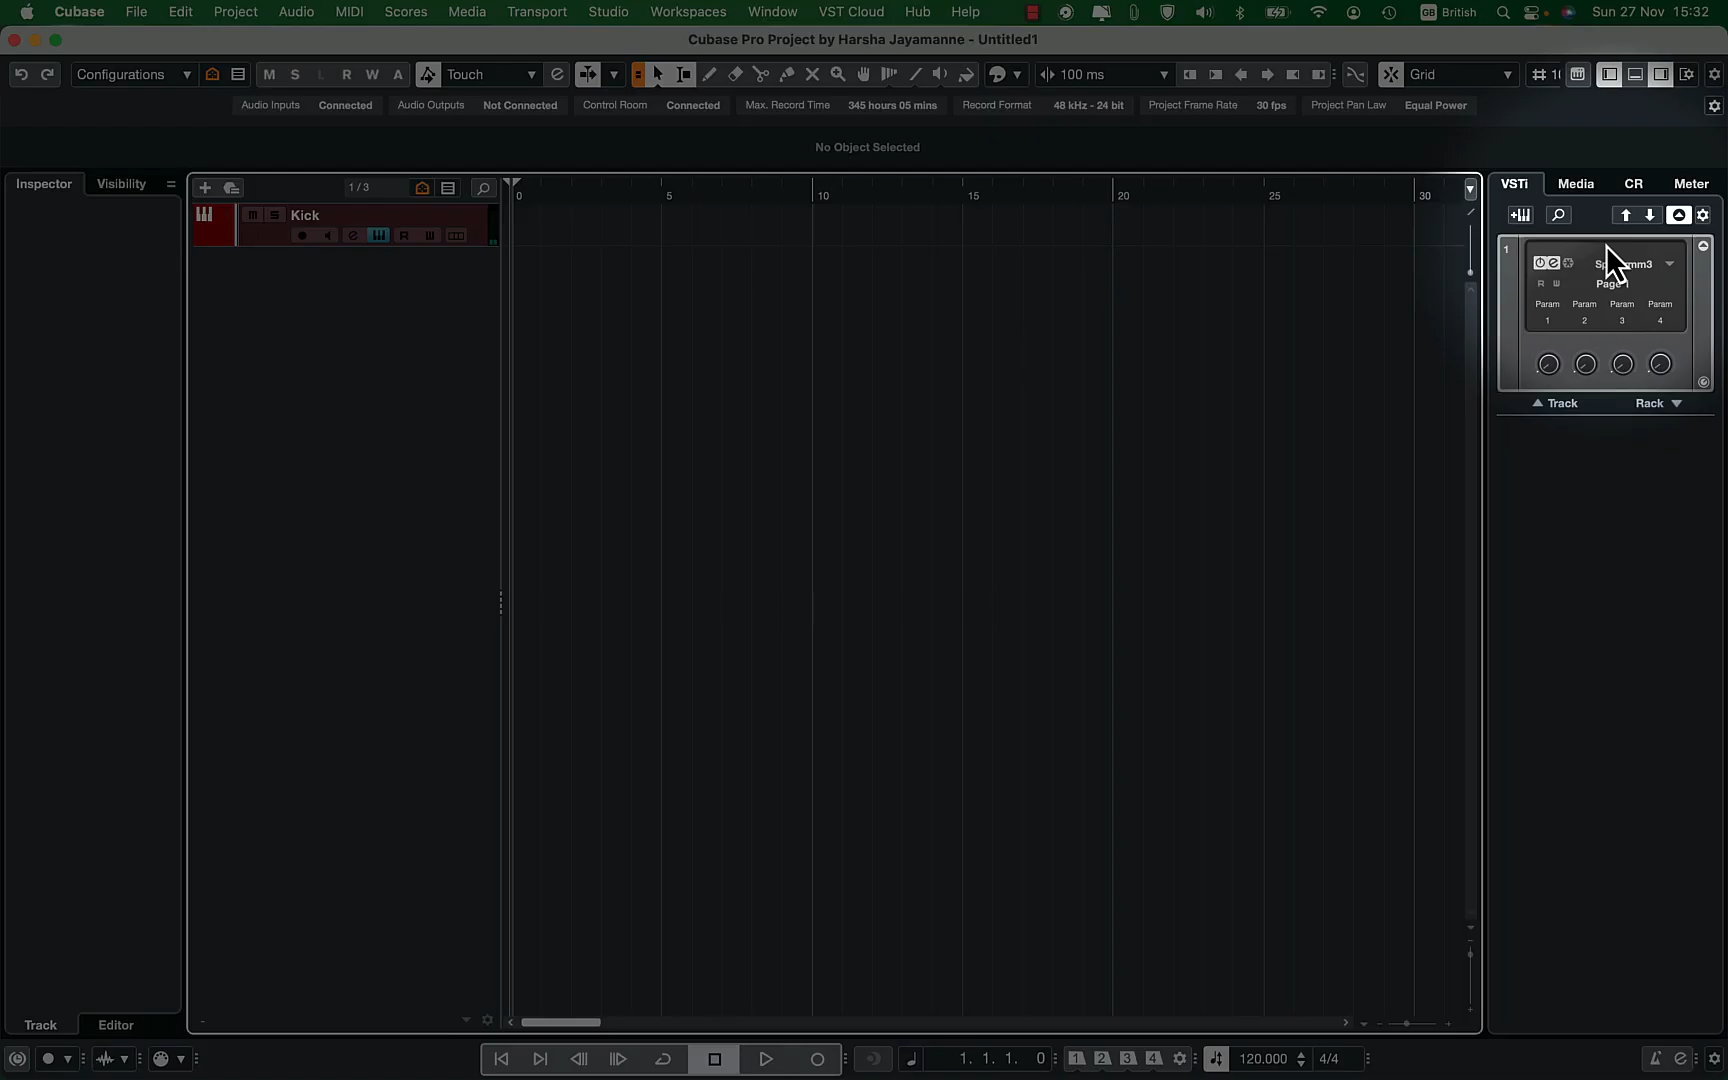 Cubase File Edit Project Audio MIDI Scores Media Transport Studio Workspaces Window VST Cloud Hub Help GB British Sun 27 Nov 15:32
Cubase Pro Project by Harsha Jayamanne - Untitled1
Configurations M S L R W A Touch 100 ms Grid
Audio Inputs Connected Audio Outputs Not Connected Control Room Connected Max. Record Time 345 hours 05 mins Record Format 48 kHz - 24 bit Project Frame Rate 30 fps Project Pan Law Equal Power
No Object Selected
Inspector Visibility
1 / 3
0 5 10 15 20 25 30
VSTi Media CR Meter
m S Kick
e R W
1
R W
Param Param Param Param
1 2 3 4
Track Rack
Track Editor
1. 1. 1. 0 1 2 3 4 120.000 4/4